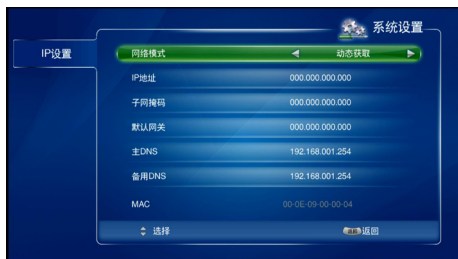 系统设置
IP设置
网络模式 动态获取
IP地址 000.000.000.000
子网掩码 000.000.000.000
默认网关 000.000.000.000
主DNS 192.168.001.254
备用DNS 192.168.001.254
MAC 00-0E-09-00-00-04
选择 返回